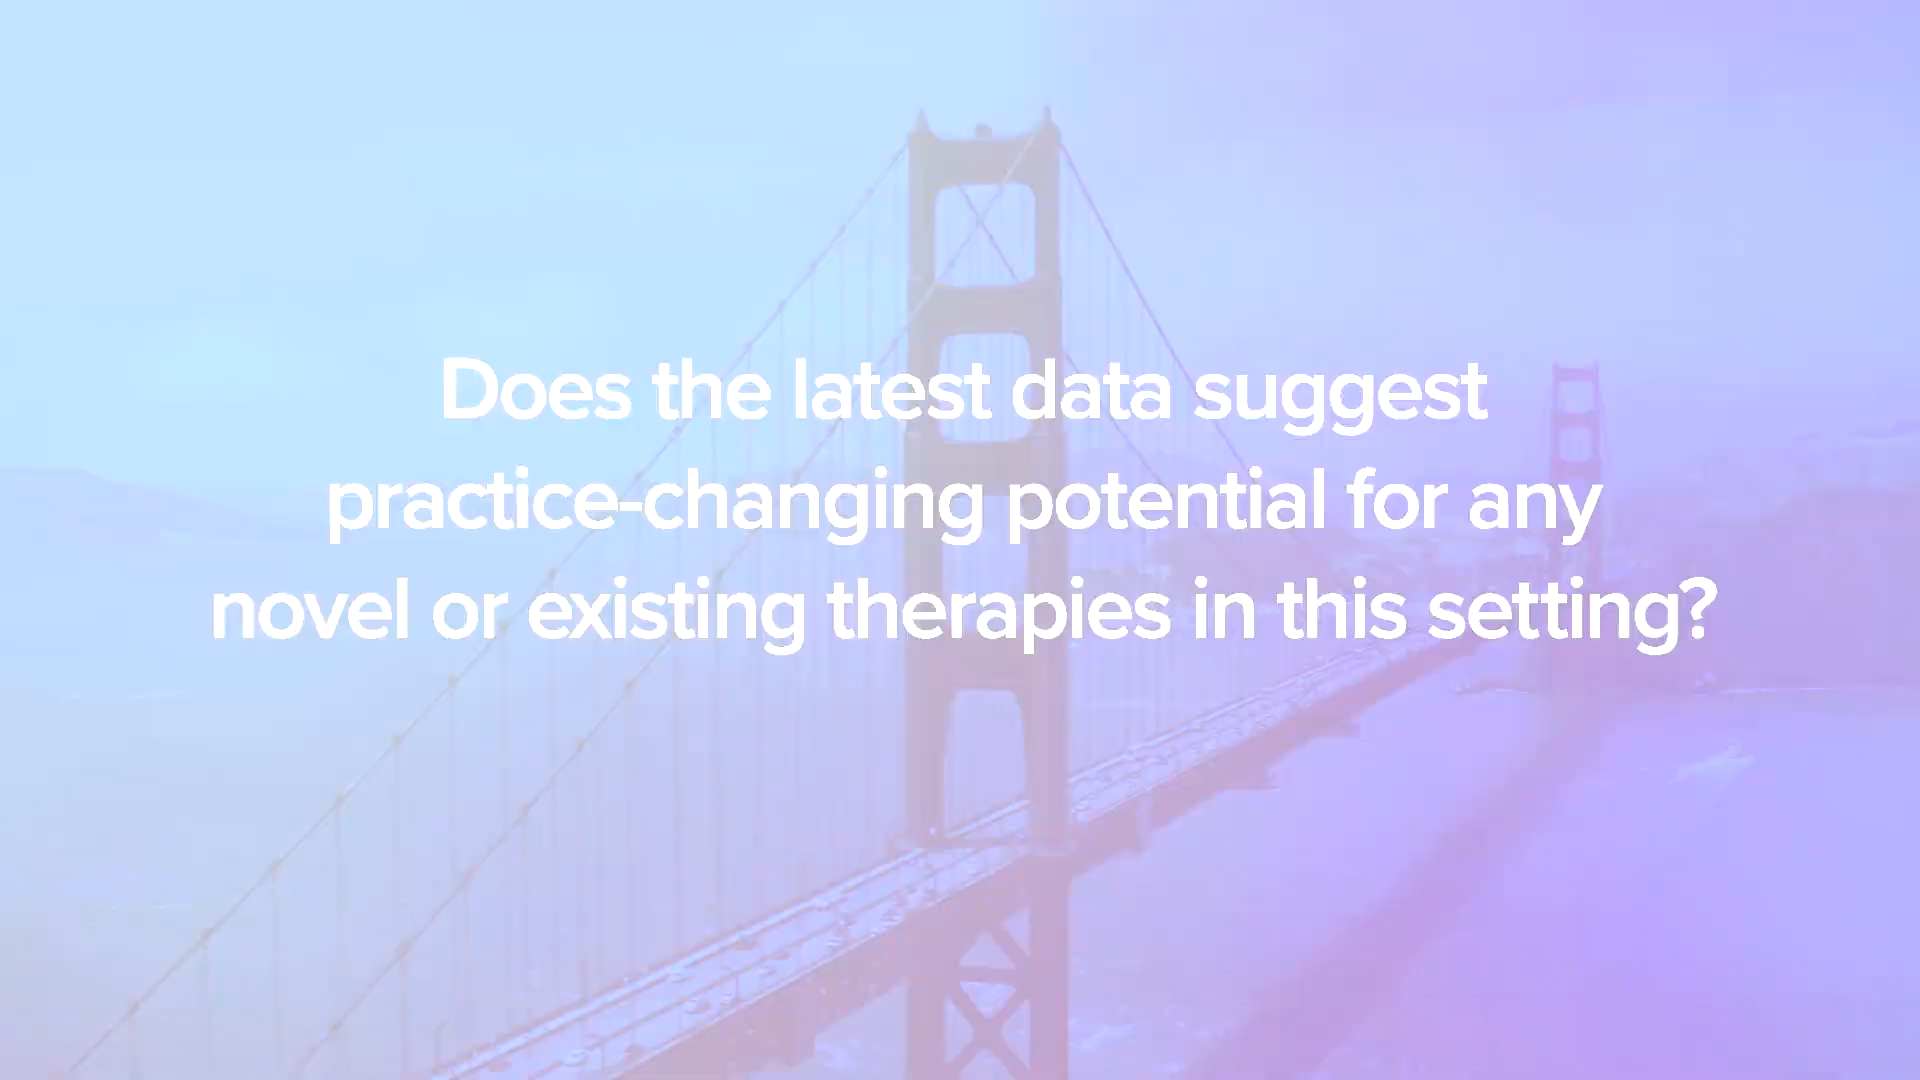 Does the latest data suggest
practice-changing potential for any
novel or existing therapies in this setting?